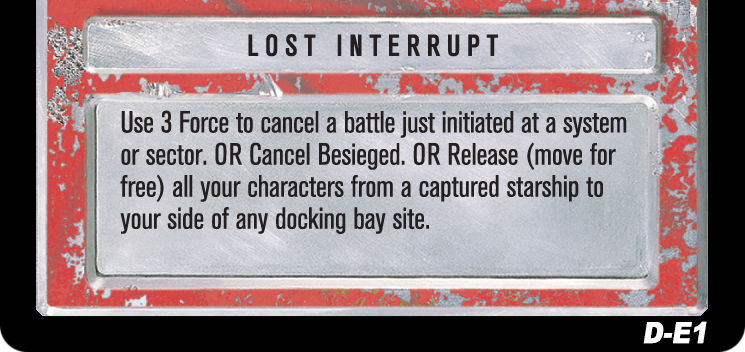 LOST INTERRUPT
Use 3 Force to cancel a battle just initiated at a system
or sector. OR Cancel Besieged. OR Release (move for
free) all your characters from a captured starship to
your side of any docking bay site.
D-E1